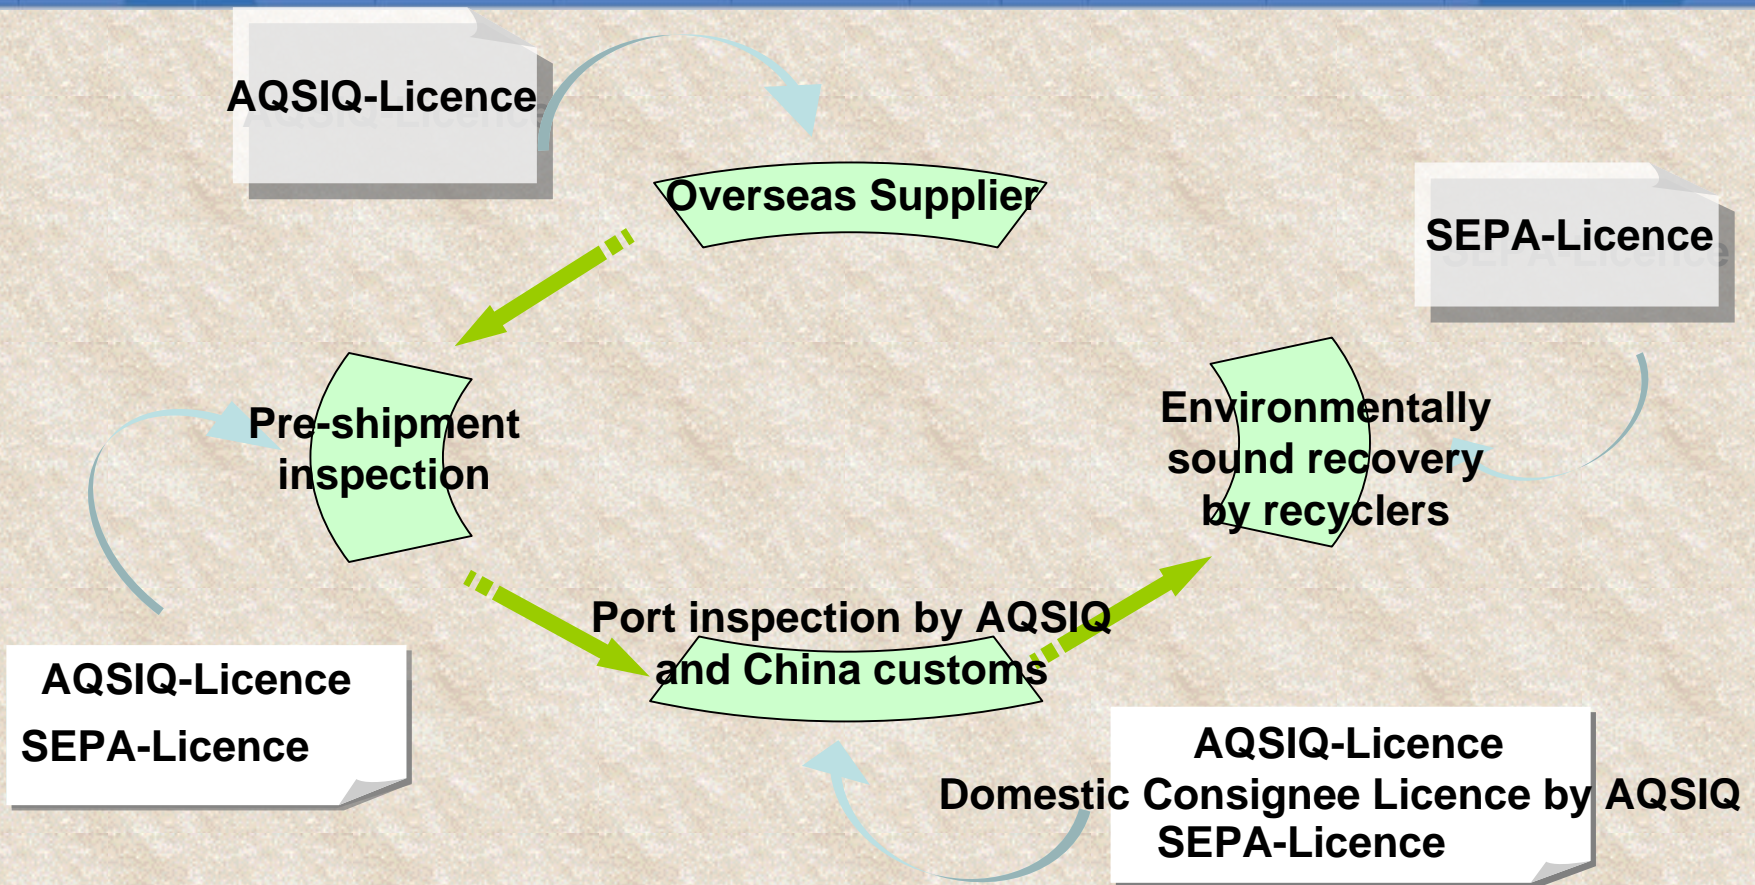 AQSIQ-Licence
Overseas Supplier
SEPA-Licence
Pre-shipment
inspection
Environmentally
sound recovery
by recyclers
Port inspection by AQSIQ
and China customs
AQSIQ-Licence
SEPA-Licence
AQSIQ-Licence
Domestic Consignee Licence by AQSIQ
SEPA-Licence